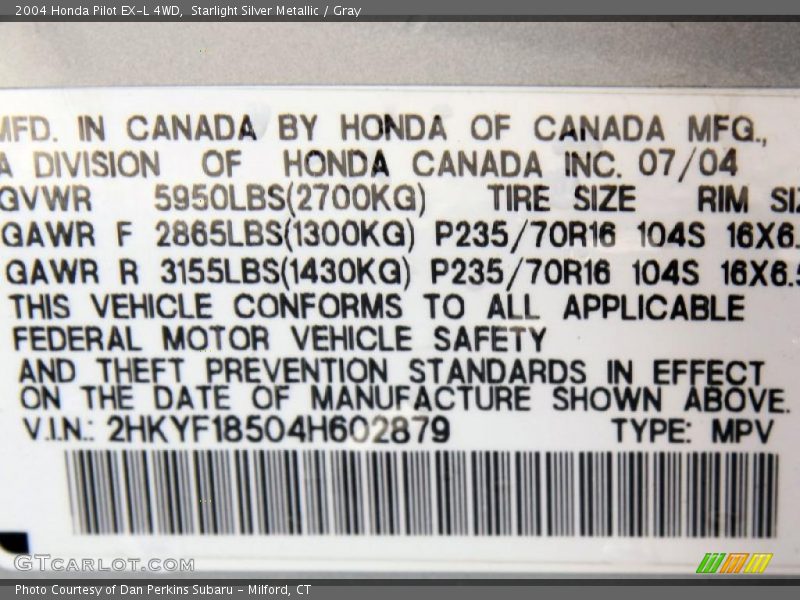 2004 Honda Pilot EX-L 4WD,  Starlight Silver Metallic / Gray
MFD. IN CANADA BY HONDA OF CANADA MFG.,
A DIVISION OF HONDA CANADA INC. 07/04
GVWR 5950LBS(2700KG) TIRE SIZE RIM SIZ
GAWR F 2865LBS(1300KG) P235/70R16 104S 16X6.
GAWR R 3155LBS(1430KG) P235/70R16 104S 16X6.5
THIS VEHICLE CONFORMS TO ALL APPLICABLE
FEDERAL MOTOR VEHICLE SAFETY
AND THEFT PREVENTION STANDARDS IN EFFECT
ON THE DATE OF MANUFACTURE SHOWN ABOVE.
V.I.N.: 2HKYF18504H602879 TYPE: MPV
GTCARLOT.COM
Photo Courtesy of Dan Perkins Subaru - Milford, CT